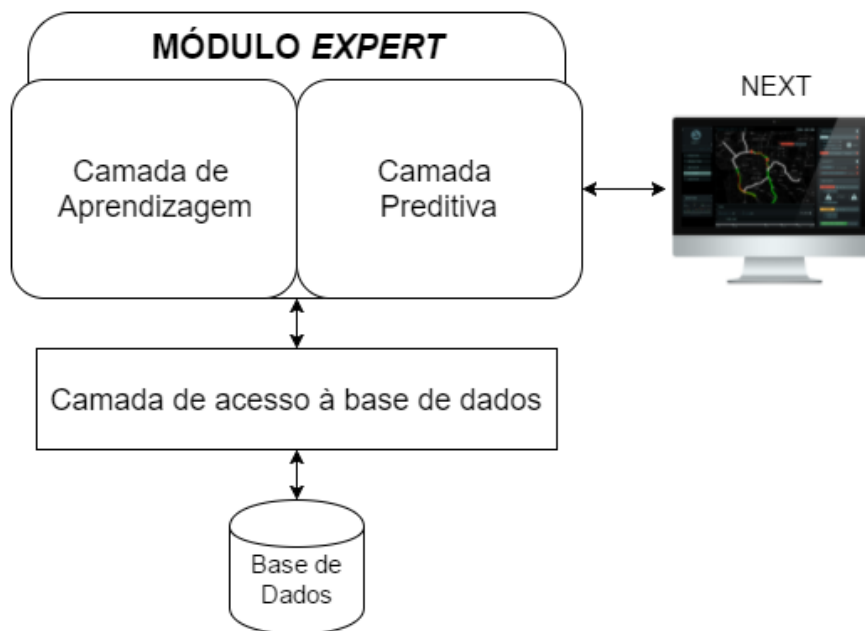 MÓDULO EXPERT
NEXT
Camada de
Aprendizagem
Camada
Preditiva
Camada de acesso à base de dados
Base de
Dados